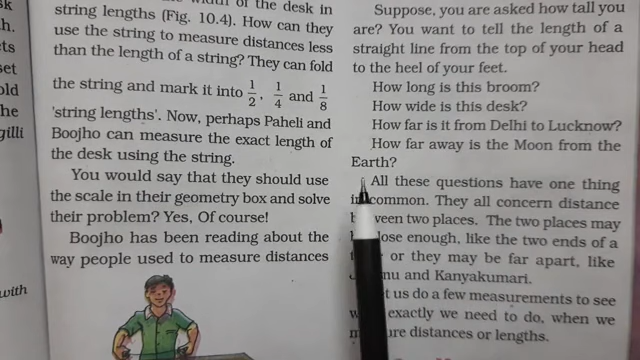 sk
h.
cts
set
old
he
gilli
with
width of the desk in
string lengths (Fig. 10.4). How can they
use the string to measure distances less
than the length of a string? They can fold
the string and mark it into 1/2, 1/4 and 1/8
'string lengths'. Now, perhaps Paheli and
Boojho can measure the exact length of
the desk using the string.
You would say that they should use
the scale in their geometry box and solve
their problem? Yes, Of course!
Boojho has been reading about the
way people used to measure distances
Suppose, you are asked how tall you
are? You want to tell the length of a
straight line from the top of your head
to the heel of your feet.
How long is this broom?
How wide is this desk?
How far is it from Delhi to Lucknow?
How far away is the Moon from the
Earth?
All these questions have one thing
in common. They all concern distance
between two places. The two places may
close enough, like the two ends of a
or they may be far apart, like
and Kanyakumari.
us do a few measurements to see
exactly we need to do, when we
distances or lengths.